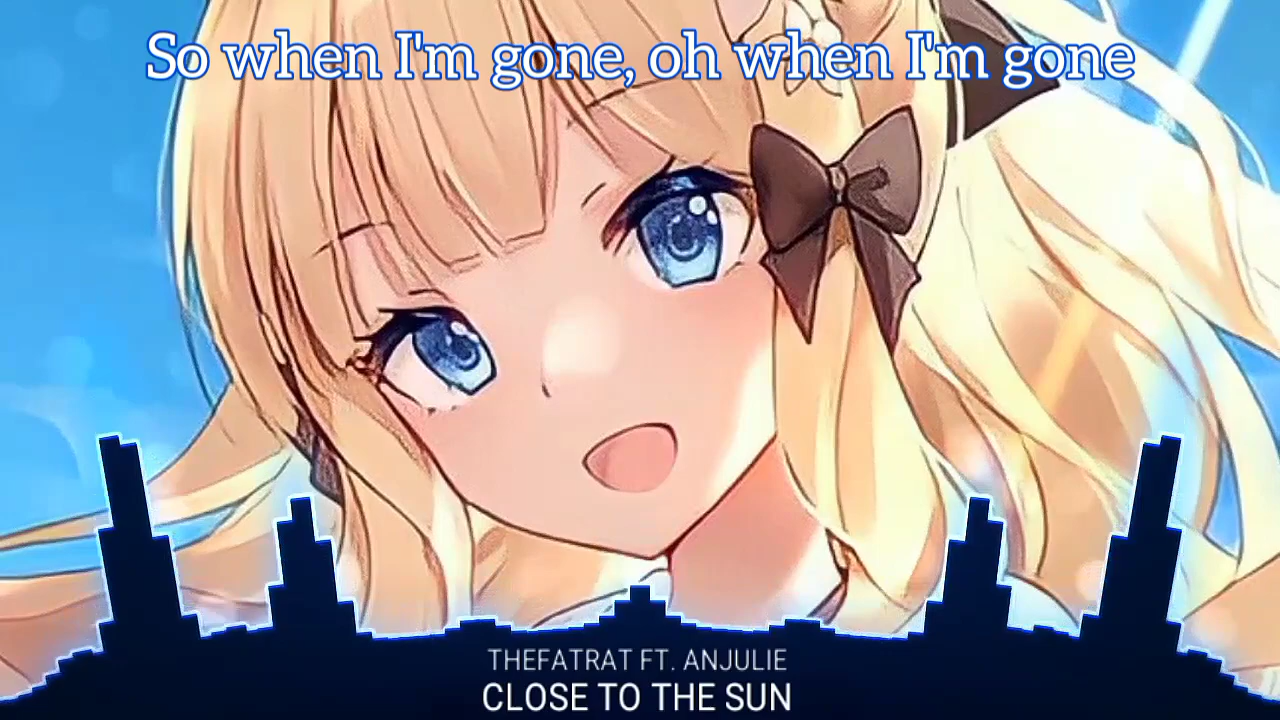 So when I'm gone, oh when I'm gone
THEFATRAT FT. ANJULIE
CLOSE TO THE SUN